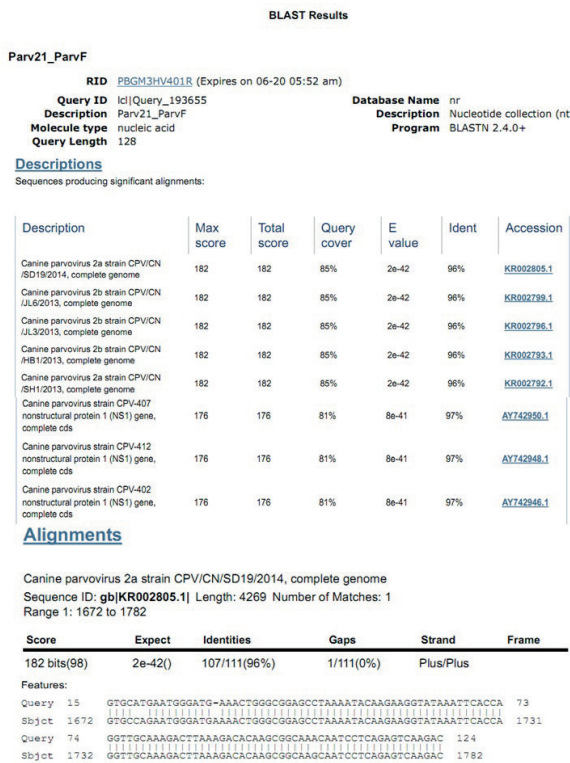 BLAST Results
Parv21_ParvF
RID PBGM3HV401R (Expires on 06-20 05:52 am)
Query ID lcl|Query_193655 Database Name nr
Description Parv21_ParvF Description Nucleotide collection (nt
Molecule type nucleic acid Program BLASTN 2.4.0+
Query Length 128
Descriptions
Sequences producing significant alignments:
Description Max score Total score Query cover E value Ident Accession
Canine parvovirus 2a strain CPV/CN
/SD19/2014, complete genome 182 182 85% 2e-42 96% KR002805.1
Canine parvovirus 2b strain CPV/CN
/JL6/2013, complete genome 182 182 85% 2e-42 96% KR002799.1
Canine parvovirus 2b strain CPV/CN
/JL3/2013, complete genome 182 182 85% 2e-42 96% KR002796.1
Canine parvovirus 2b strain CPV/CN
/HB1/2013, complete genome 182 182 85% 2e-42 96% KR002793.1
Canine parvovirus 2a strain CPV/CN
/SH1/2013, complete genome 182 182 85% 2e-42 96% KR002792.1
Canine parvovirus strain CPV-407
nonstructural protein 1 (NS1) gene, 176 176 81% 8e-41 97% AY742950.1
complete cds
Canine parvovirus strain CPV-412
nonstructural protein 1 (NS1) gene, 176 176 81% 8e-41 97% AY742948.1
complete cds
Canine parvovirus strain CPV-402
nonstructural protein 1 (NS1) gene, 176 176 81% 8e-41 97% AY742946.1
complete cds
Alignments
Canine parvovirus 2a strain CPV/CN/SD19/2014, complete genome
Sequence ID: gb|KR002805.1| Length: 4269 Number of Matches: 1
Range 1: 1672 to 1782
Score Expect Identities Gaps Strand Frame
182 bits(98) 2e-42() 107/111(96%) 1/111(0%) Plus/Plus
Features:
Query 15 GTGCATGAATGGGATG-AAACTGGGCGGAGCCTAAAATACAAGAAGGTATAAATTCACCA 73
Sbjct 1672 GTGCCAGAATGGGATGAAAACTGGGCGGAGCCTAAAATACAAGAAGGTATAAATTCACCA 1731
Query 74 GGTTGCAAAGACTTAAAGACACAAGCGGCAAACAATCCTCAGAGTCAAGAC 124
Sbjct 1732 GGTTGCAAAGACTTAAAGACACAAGCGGCAAGCAATCCTCAGAGTCAAGAC 1782